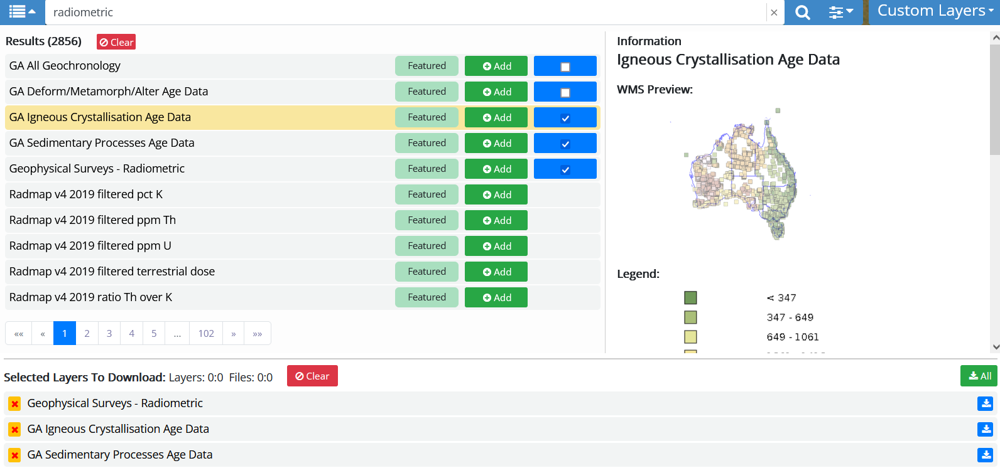 radiometric
Custom Layers
Results (2856) Clear
GA All Geochronology Featured Add
GA Deform/Metamorph/Alter Age Data Featured Add
GA Igneous Crystallisation Age Data Featured Add
GA Sedimentary Processes Age Data Featured Add
Geophysical Surveys - Radiometric Featured Add
Radmap v4 2019 filtered pct K Featured Add
Radmap v4 2019 filtered ppm Th Featured Add
Radmap v4 2019 filtered ppm U Featured Add
Radmap v4 2019 filtered terrestrial dose Featured Add
Radmap v4 2019 ratio Th over K Featured Add
«« « 1 2 3 4 5 ... 102 » »»
Information
Igneous Crystallisation Age Data
WMS Preview:
Legend:
< 347
347 - 649
649 - 1061
Selected Layers To Download: Layers: 0:0 Files: 0:0 Clear All
Geophysical Surveys - Radiometric
GA Igneous Crystallisation Age Data
GA Sedimentary Processes Age Data